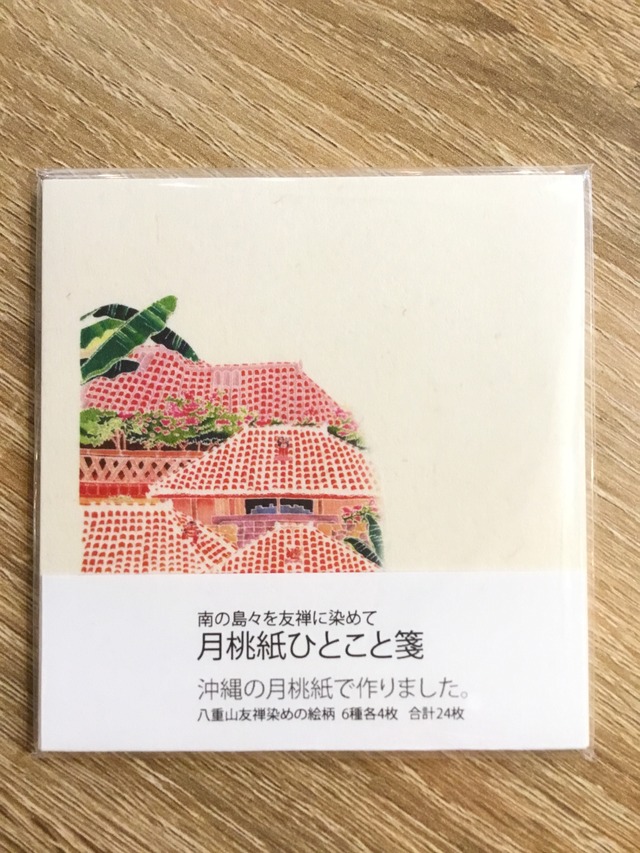 南の島々を友禅に染めて
月桃紙ひとこと箋
沖縄の月桃紙で作りました。
八重山友禅染めの絵柄 6種各4枚 合計24枚